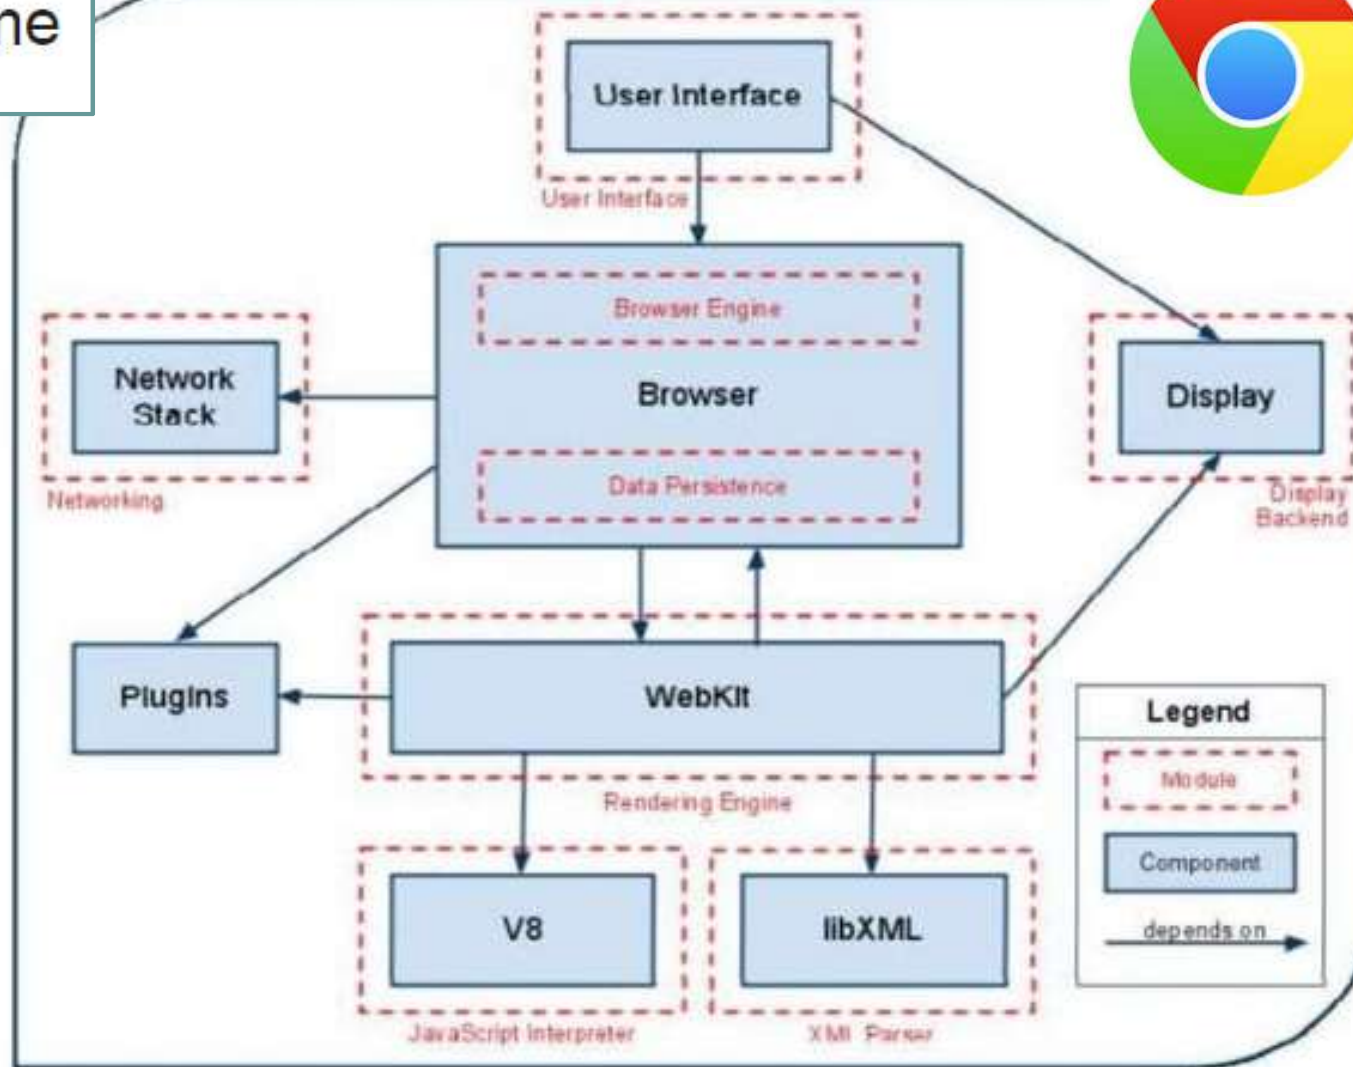 me
User Interface
User Interface
Browser Engine
Browser
Data Persistence
Network
Stack
Networking
Display
Display
Backend
PlugIns
WebKit
Rendering Engine
V8
JavaScript Interpreter
libXML
XML Parser
Legend
Module
Component
depends on